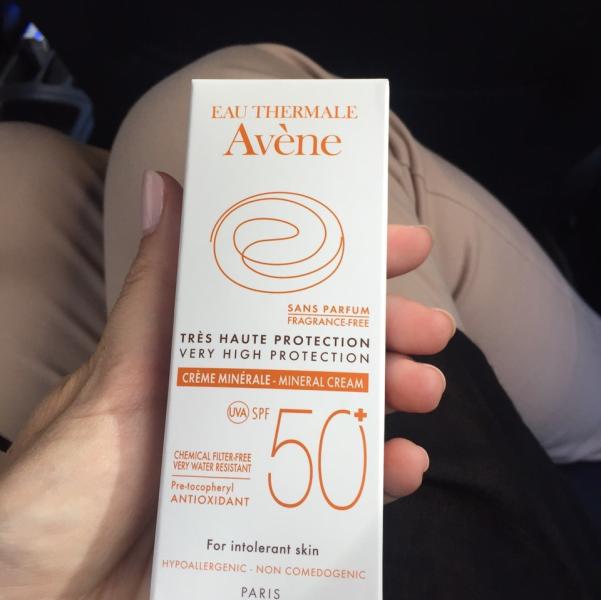 EAU THERMALE
Avène
SANS PARFUM
FRAGRANCE-FREE
TRÈS HAUTE PROTECTION
VERY HIGH PROTECTION
CRÈME MINÉRALE - MINERAL CREAM
UVA SPF 50+
CHEMICAL FILTER-FREE
VERY WATER RESISTANT
Pre-tocopheryl
ANTIOXIDANT
For intolerant skin
HYPOALLERGENIC - NON COMEDOGENIC
PARIS